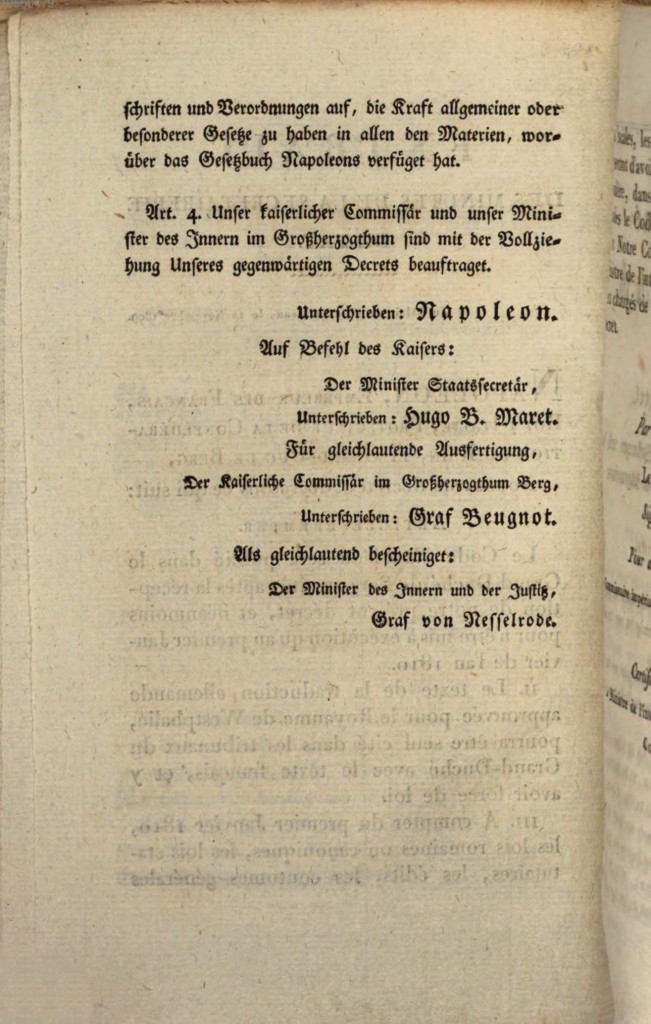 schriften und Verordnungen auf, die Kraft allgemeiner oder
besonderer Gesetze zu haben in allen den Materien, wor-
über das Gesetzbuch Napoleons verfüget hat.
Art. 4. Unser kaiserlicher Commissär und unser Mini-
ster des Innern im Großherzogthum sind mit der Vollzie-
hung Unseres gegenwärtigen Decrets beauftraget.
Unterschrieben: Napoleon.
Auf Befehl des Kaisers:
Der Minister Staatssecretär,
Unterschrieben: Hugo B. Maret.
Für gleichlautende Ausfertigung,
Der Kaiserliche Commissär im Großherzogthum Berg,
Unterschrieben: Graf Beugnot.
Als gleichlautend bescheiniget:
Der Minister des Innern und der Justitz,
Graf von Nesselrode.